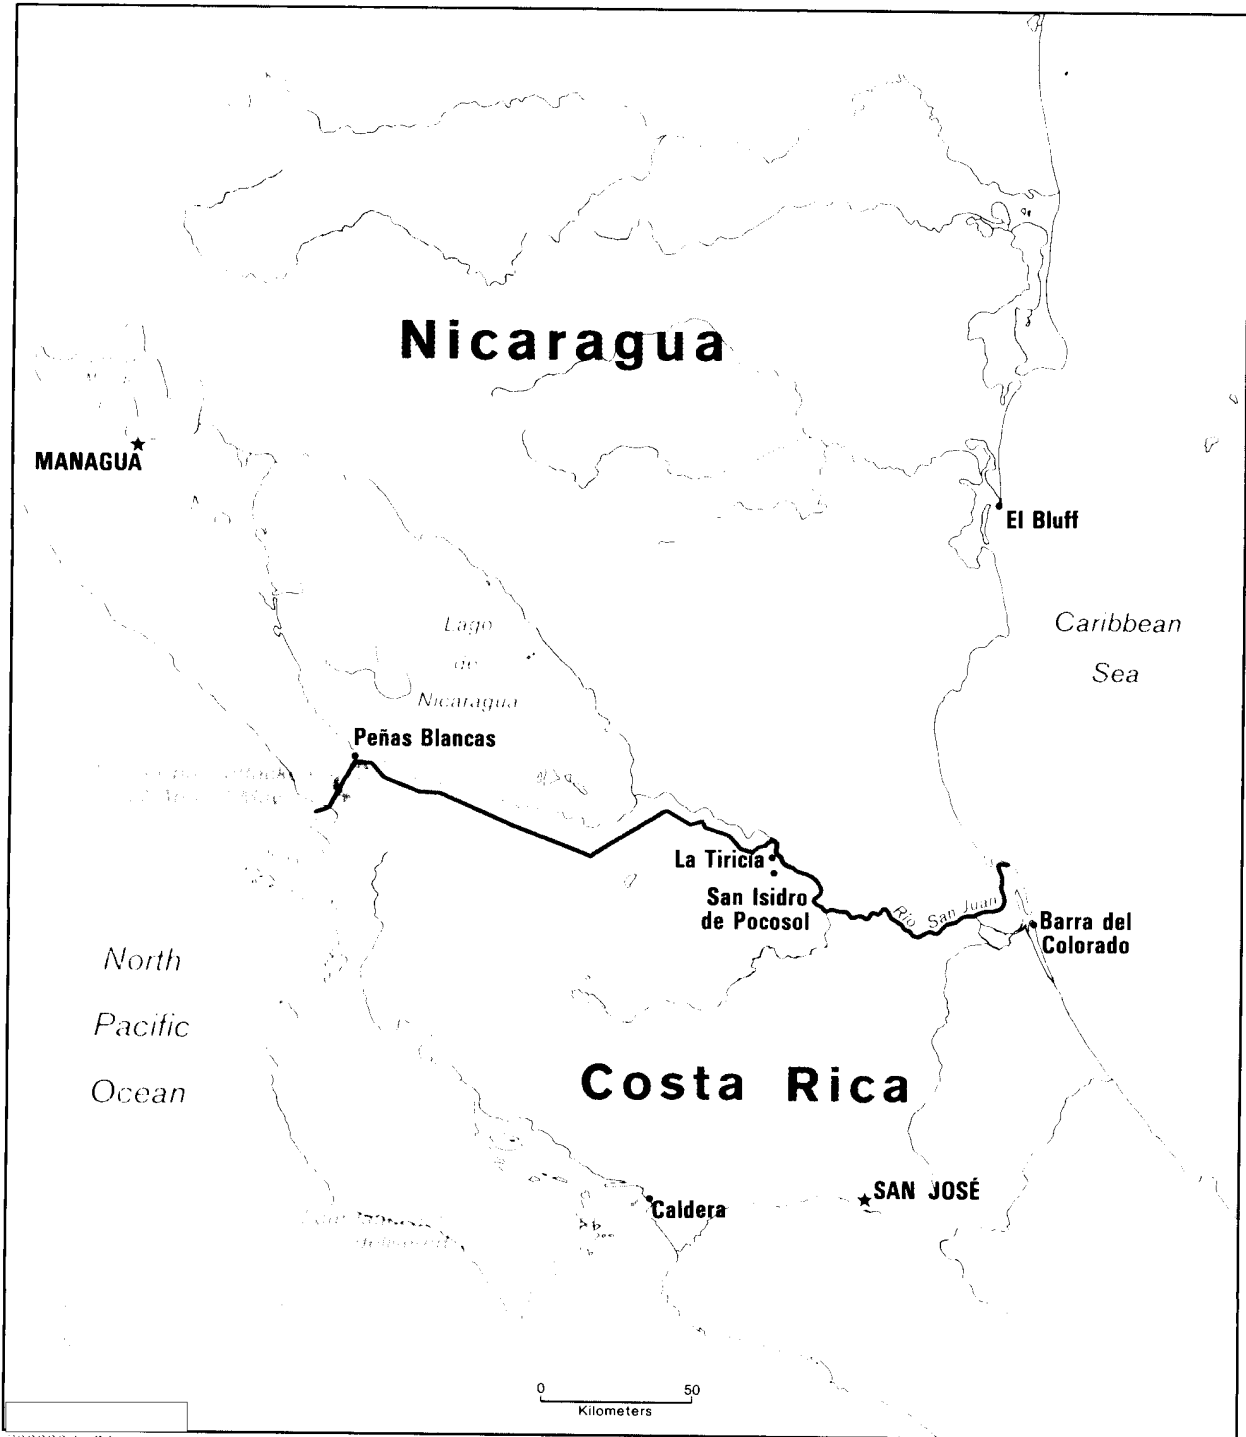 Nicaragua
MANAGUA
El Bluff
Caribbean
Sea
Lago
de
Nicaragua
Peñas Blancas
La Tiricia
San Isidro
de Pocosol
Río San Juan
Barra del
Colorado
North
Pacific
Ocean
Costa Rica
SAN JOSÉ
Caldera
0 50
Kilometers